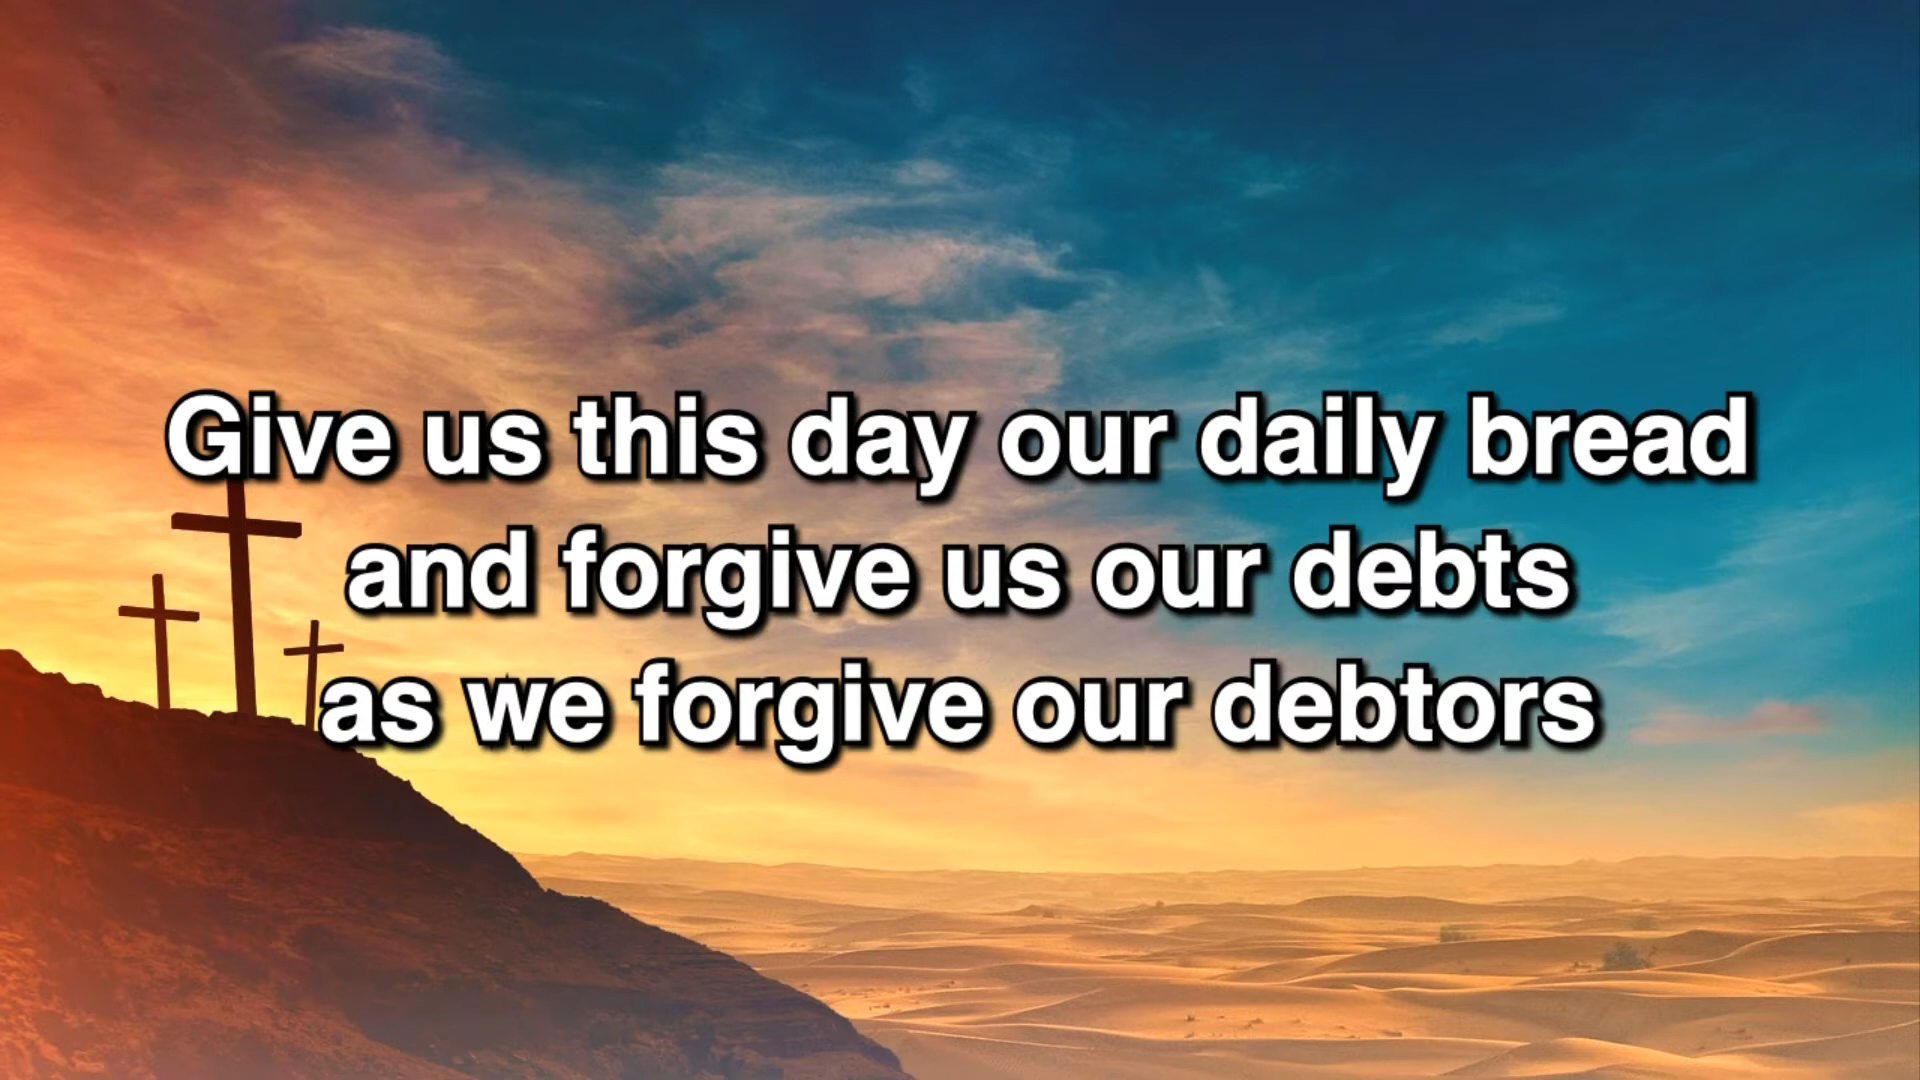 Give us this day our daily bread
and forgive us our debts
as we forgive our debtors